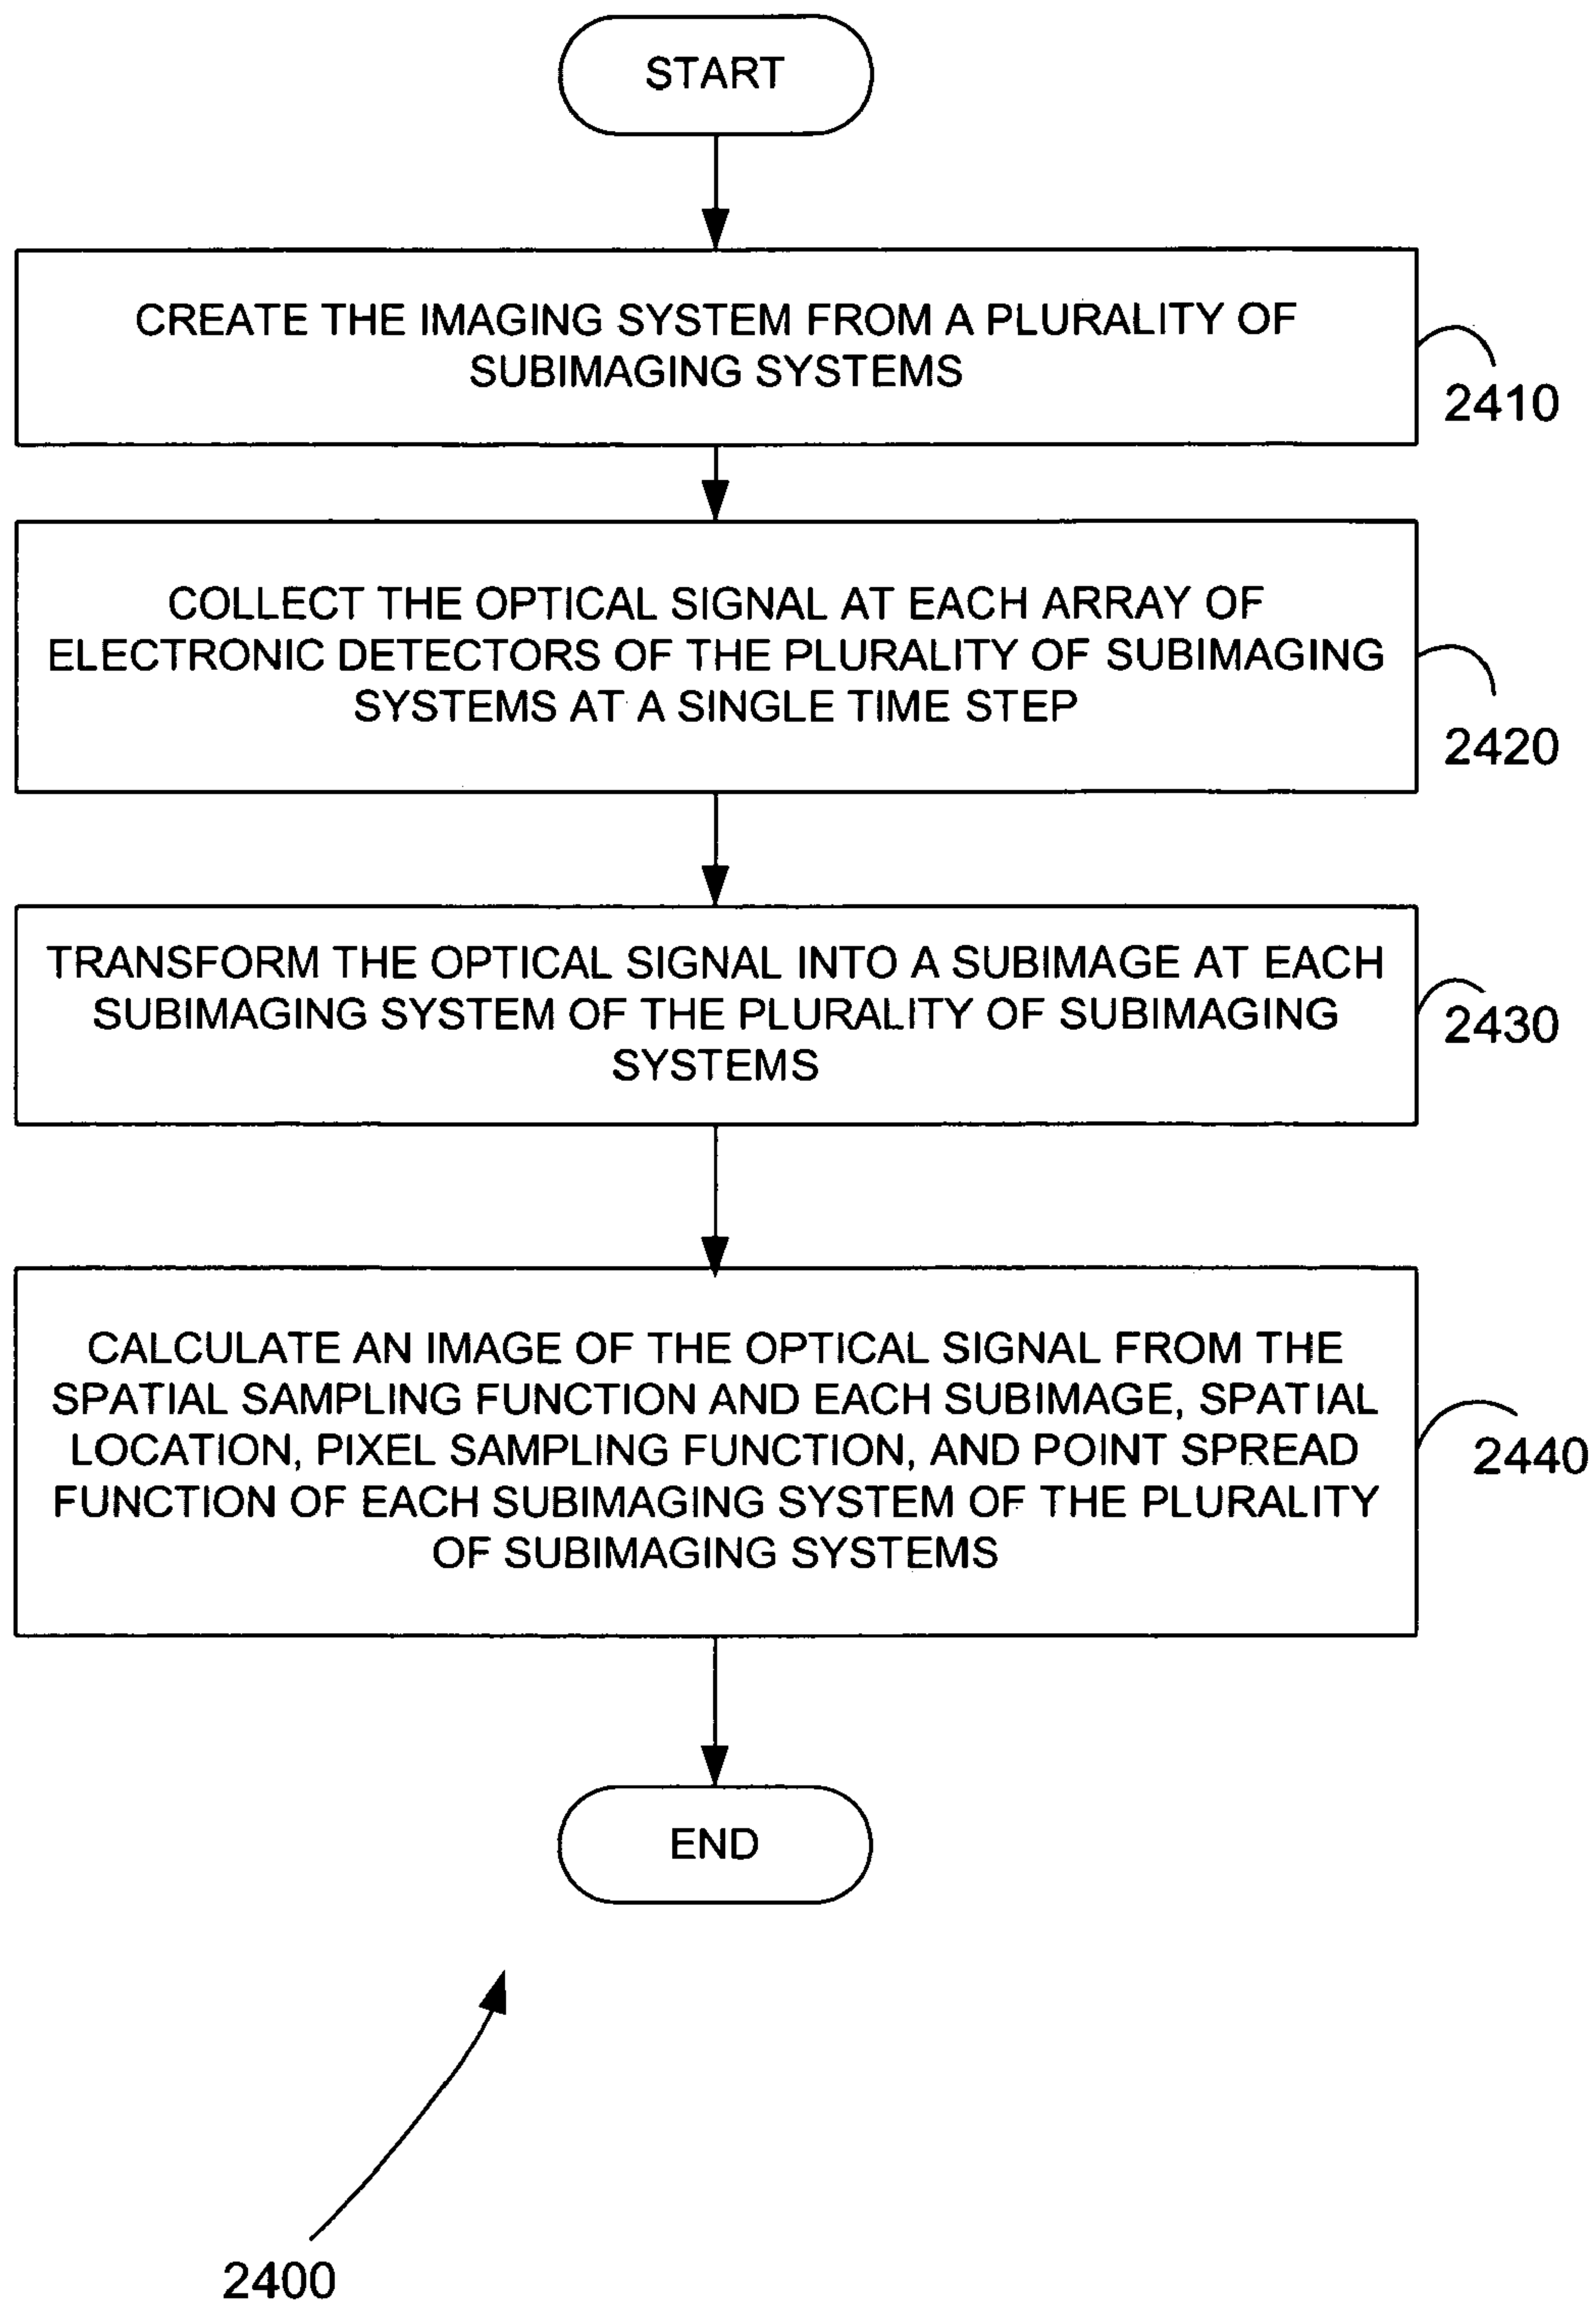 START
CREATE THE IMAGING SYSTEM FROM A PLURALITY OF
SUBIMAGING SYSTEMS
2410
COLLECT THE OPTICAL SIGNAL AT EACH ARRAY OF
ELECTRONIC DETECTORS OF THE PLURALITY OF SUBIMAGING
SYSTEMS AT A SINGLE TIME STEP
2420
TRANSFORM THE OPTICAL SIGNAL INTO A SUBIMAGE AT EACH
SUBIMAGING SYSTEM OF THE PLURALITY OF SUBIMAGING
SYSTEMS
2430
CALCULATE AN IMAGE OF THE OPTICAL SIGNAL FROM THE
SPATIAL SAMPLING FUNCTION AND EACH SUBIMAGE, SPATIAL
LOCATION, PIXEL SAMPLING FUNCTION, AND POINT SPREAD
FUNCTION OF EACH SUBIMAGING SYSTEM OF THE PLURALITY
OF SUBIMAGING SYSTEMS
2440
END
2400